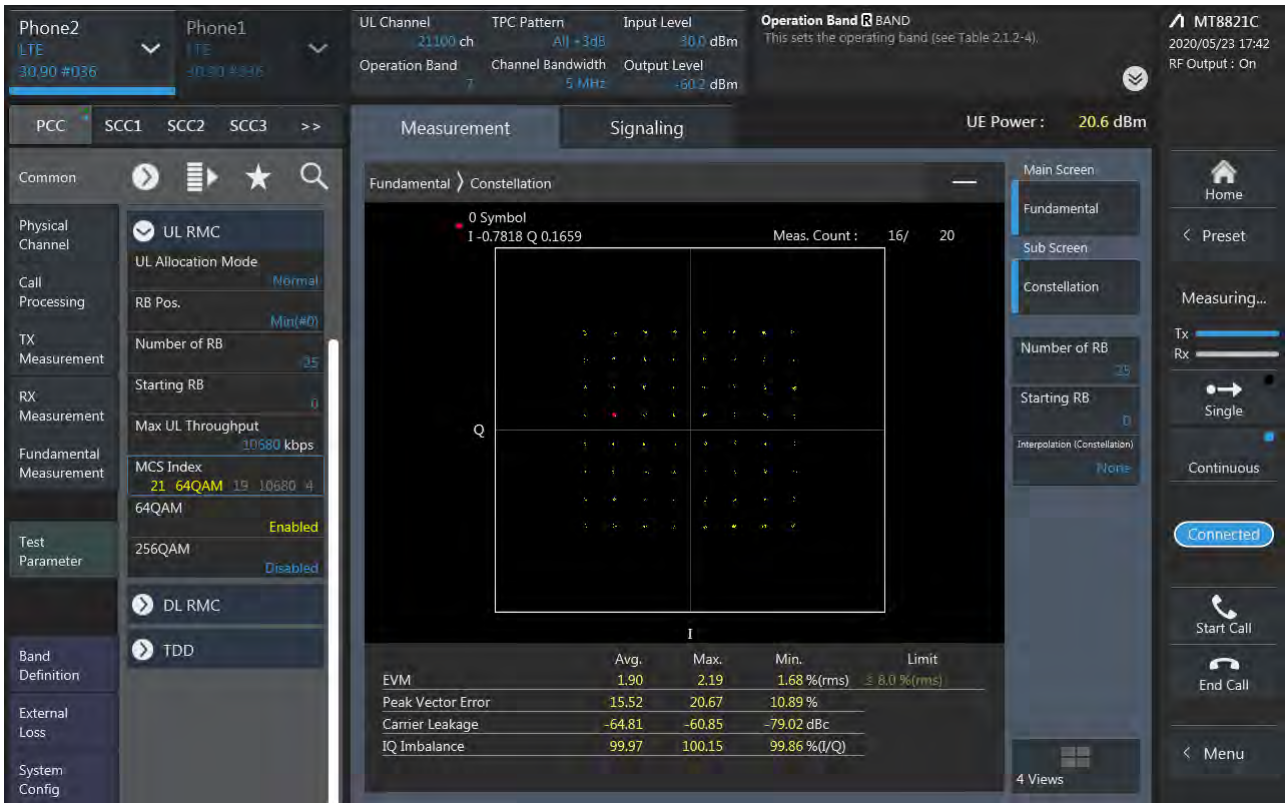 Phone2
LTE
30.90 #036
Phone1
LTE
30.90 #036
UL Channel
21100 ch
Operation Band
7
TPC Pattern
All +3dB
Channel Bandwidth
5 MHz
Input Level
30.0 dBm
Output Level
-60.2 dBm
Operation Band R BAND
This sets the operating band (see Table 2.1.2-4).
MT8821C
2020/05/23 17:42
RF Output : On
PCC SCC1 SCC2 SCC3 >>
Measurement
Signaling
UE Power : 20.6 dBm
Common
Physical
Channel
Call
Processing
TX
Measurement
RX
Measurement
Fundamental
Measurement
Test
Parameter
Band
Definition
External
Loss
System
Config
UL RMC
UL Allocation Mode
Normal
RB Pos.
Min(#0)
Number of RB
25
Starting RB
0
Max UL Throughput
10680 kbps
MCS Index
21 64QAM 19 10680 4
64QAM
Enabled
256QAM
Disabled
DL RMC
TDD
Fundamental > Constellation
0 Symbol
I -0.7818 Q 0.1659
Meas. Count : 16/ 20
Q
I
Avg. Max. Min. Limit
EVM 1.90 2.19 1.68 %(rms) ≤ 8.0 %(rms)
Peak Vector Error 15.52 20.67 10.89 %
Carrier Leakage -64.81 -60.85 -79.02 dBc
IQ Imbalance 99.97 100.15 99.86 %(I/Q)
Main Screen
Fundamental
Sub Screen
Constellation
Number of RB
25
Starting RB
0
Interpolation (Constellation)
None
4 Views
Home
< Preset
Measuring...
Tx
Rx
Single
Continuous
Connected
Start Call
End Call
< Menu